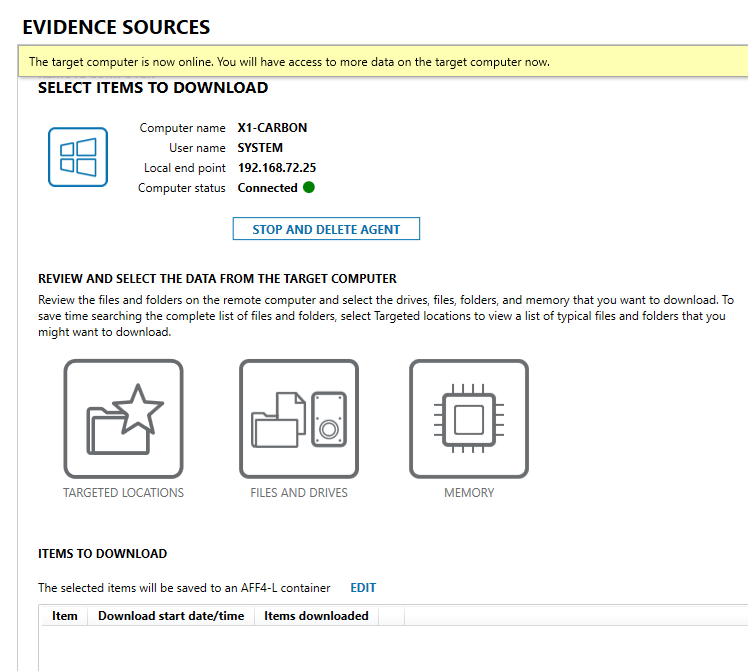 EVIDENCE SOURCES
The target computer is now online. You will have access to more data on the target computer now.
SELECT ITEMS TO DOWNLOAD
Computer name X1-CARBON
User name SYSTEM
Local end point 192.168.72.25
Computer status Connected
STOP AND DELETE AGENT
REVIEW AND SELECT THE DATA FROM THE TARGET COMPUTER
Review the files and folders on the remote computer and select the drives, files, folders, and memory that you want to download. To
save time searching the complete list of files and folders, select Targeted locations to view a list of typical files and folders that you
might want to download.
TARGETED LOCATIONS FILES AND DRIVES MEMORY
ITEMS TO DOWNLOAD
The selected items will be saved to an AFF4-L container EDIT
Item Download start date/time Items downloaded